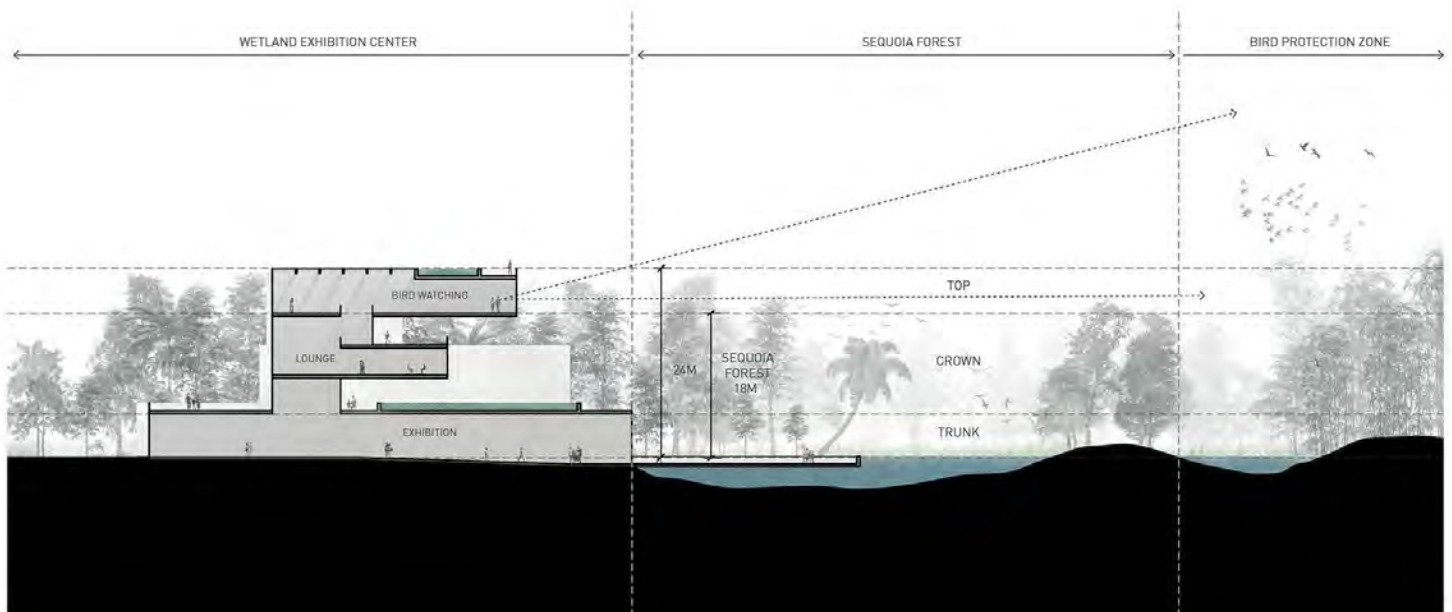 WETLAND EXHIBITION CENTER
SEQUOIA FOREST
BIRD PROTECTION ZONE
BIRD WATCHING
TOP
LOUNGE
24M
SEQUOIA
FOREST
18M
CROWN
EXHIBITION
TRUNK